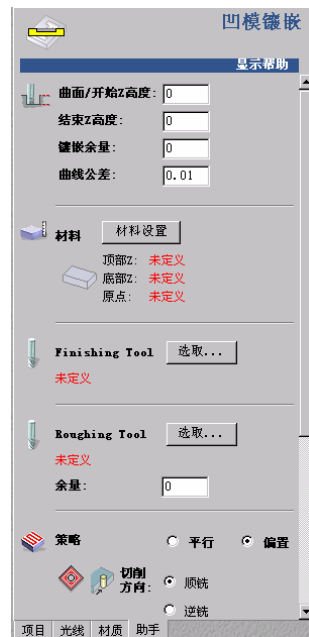 凹模镶嵌
显示帮助
曲面/开始Z高度: 0
结束Z高度: 0
镶嵌余量: 0
曲线公差: 0.01
材料 材料设置
顶部Z: 未定义
底部Z: 未定义
原点: 未定义
Finishing Tool 选取...
未定义
Roughing Tool 选取...
未定义
余量: 0
策略 平行 偏置
切削方向: 顺铣
逆铣
项目 光线 材质 助手